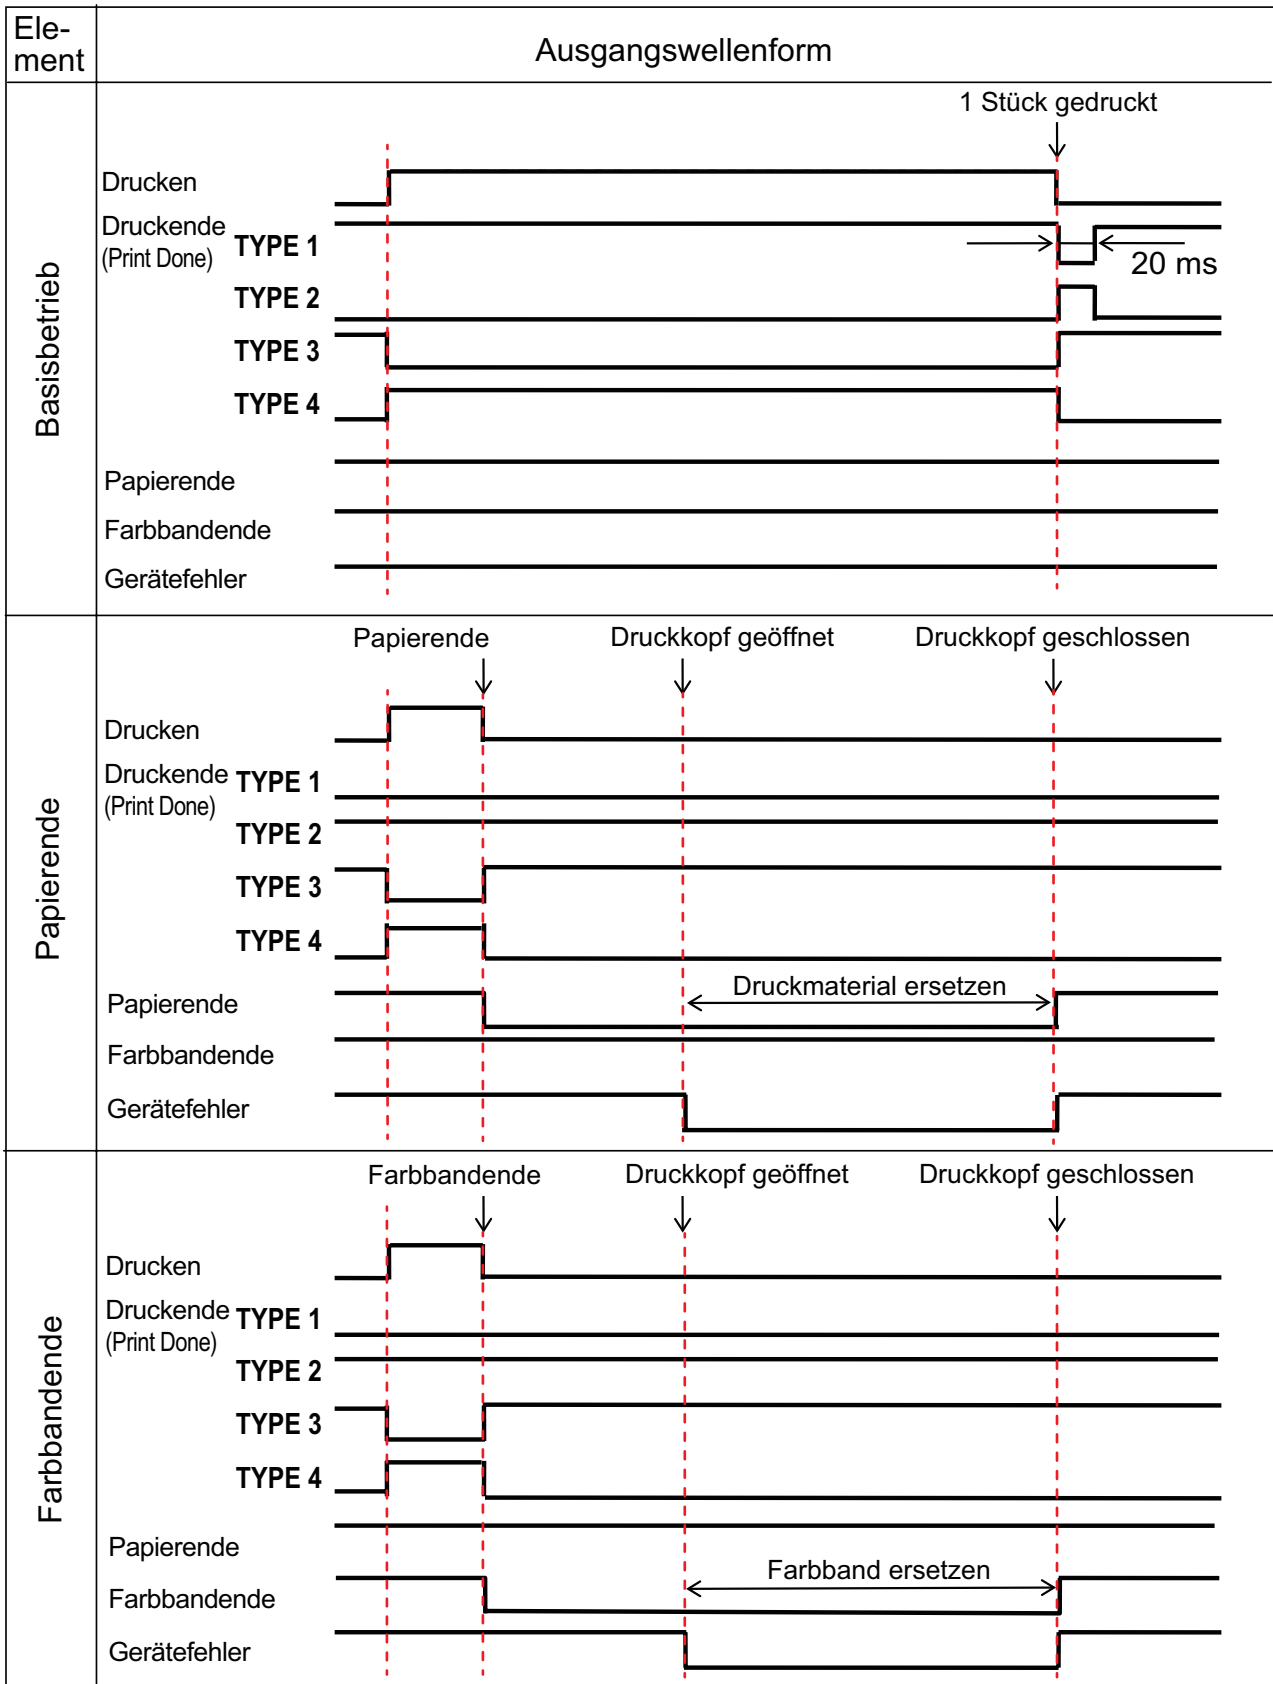 Ele-
ment
Ausgangswellenform
Basisbetrieb
1 Stück gedruckt
Drucken
Druckende
(Print Done)
TYPE 1
20 ms
TYPE 2
TYPE 3
TYPE 4
Papierende
Farbbandende
Gerätefehler
Papierende
Papierende
Druckkopf geöffnet
Druckkopf geschlossen
Drucken
Druckende
(Print Done)
TYPE 1
TYPE 2
TYPE 3
TYPE 4
Druckmaterial ersetzen
Papierende
Farbbandende
Gerätefehler
Farbbandende
Farbbandende
Druckkopf geöffnet
Druckkopf geschlossen
Drucken
Druckende
(Print Done)
TYPE 1
TYPE 2
TYPE 3
TYPE 4
Papierende
Farbband ersetzen
Farbbandende
Gerätefehler